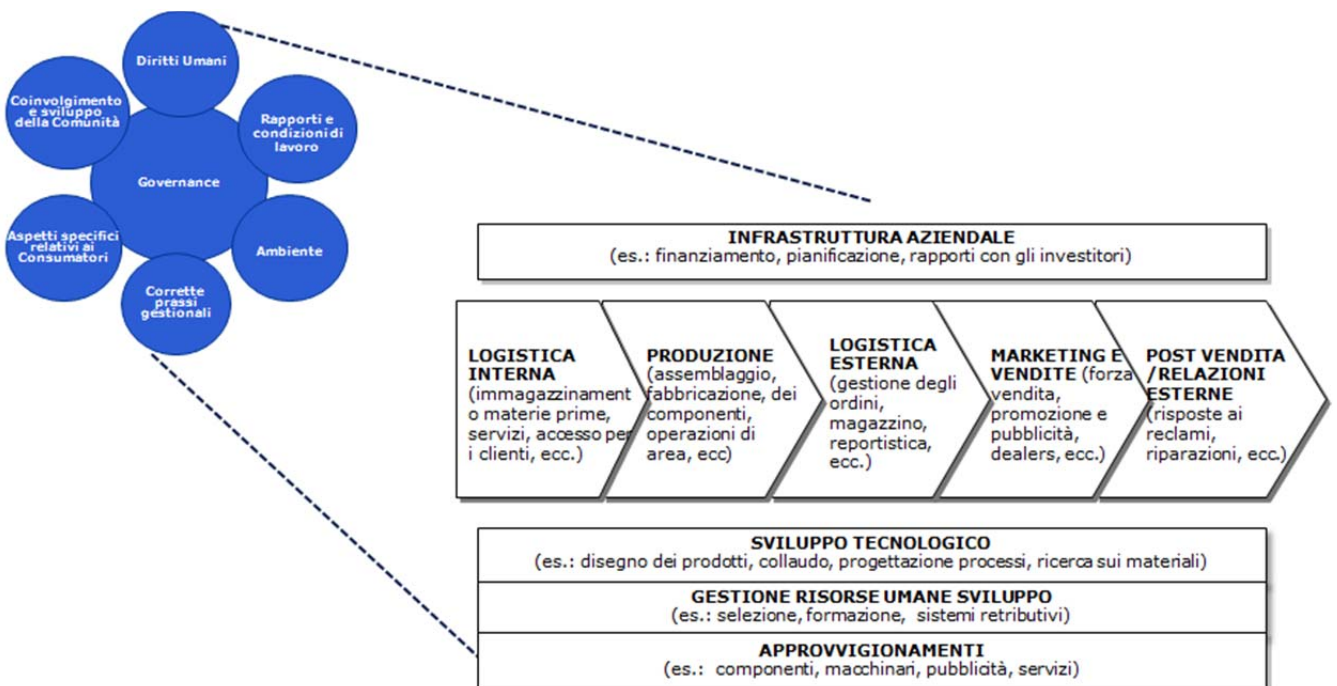 Diritti Umani
Coinvolgimento
e sviluppo
della Comunità
Rapporti e
condizioni di
lavoro
Governance
Aspetti specifici
relativi ai
Consumatori
Ambiente
Corrette
prassi
gestionali
INFRASTRUTTURA AZIENDALE
(es.: finanziamento, pianificazione, rapporti con gli investitori)
LOGISTICA
INTERNA
(immagazzinament
o materie prime,
servizi, accesso per
i clienti, ecc.)
PRODUZIONE
(assemblaggio,
fabbricazione, dei
componenti,
operazioni di
area, ecc)
LOGISTICA
ESTERNA
(gestione degli
ordini,
magazzino,
reportistica,
ecc.)
MARKETING E
VENDITE (forza
vendita,
promozione e
pubblicità,
dealers, ecc.)
POST VENDITA
/RELAZIONI
ESTERNE
(risposte ai
reclami,
riparazioni, ecc.)
SVILUPPO TECNOLOGICO
(es.: disegno dei prodotti, collaudo, progettazione processi, ricerca sui materiali)
GESTIONE RISORSE UMANE SVILUPPO
(es.: selezione, formazione, sistemi retributivi)
APPROVVIGIONAMENTI
(es.: componenti, macchinari, pubblicità, servizi)